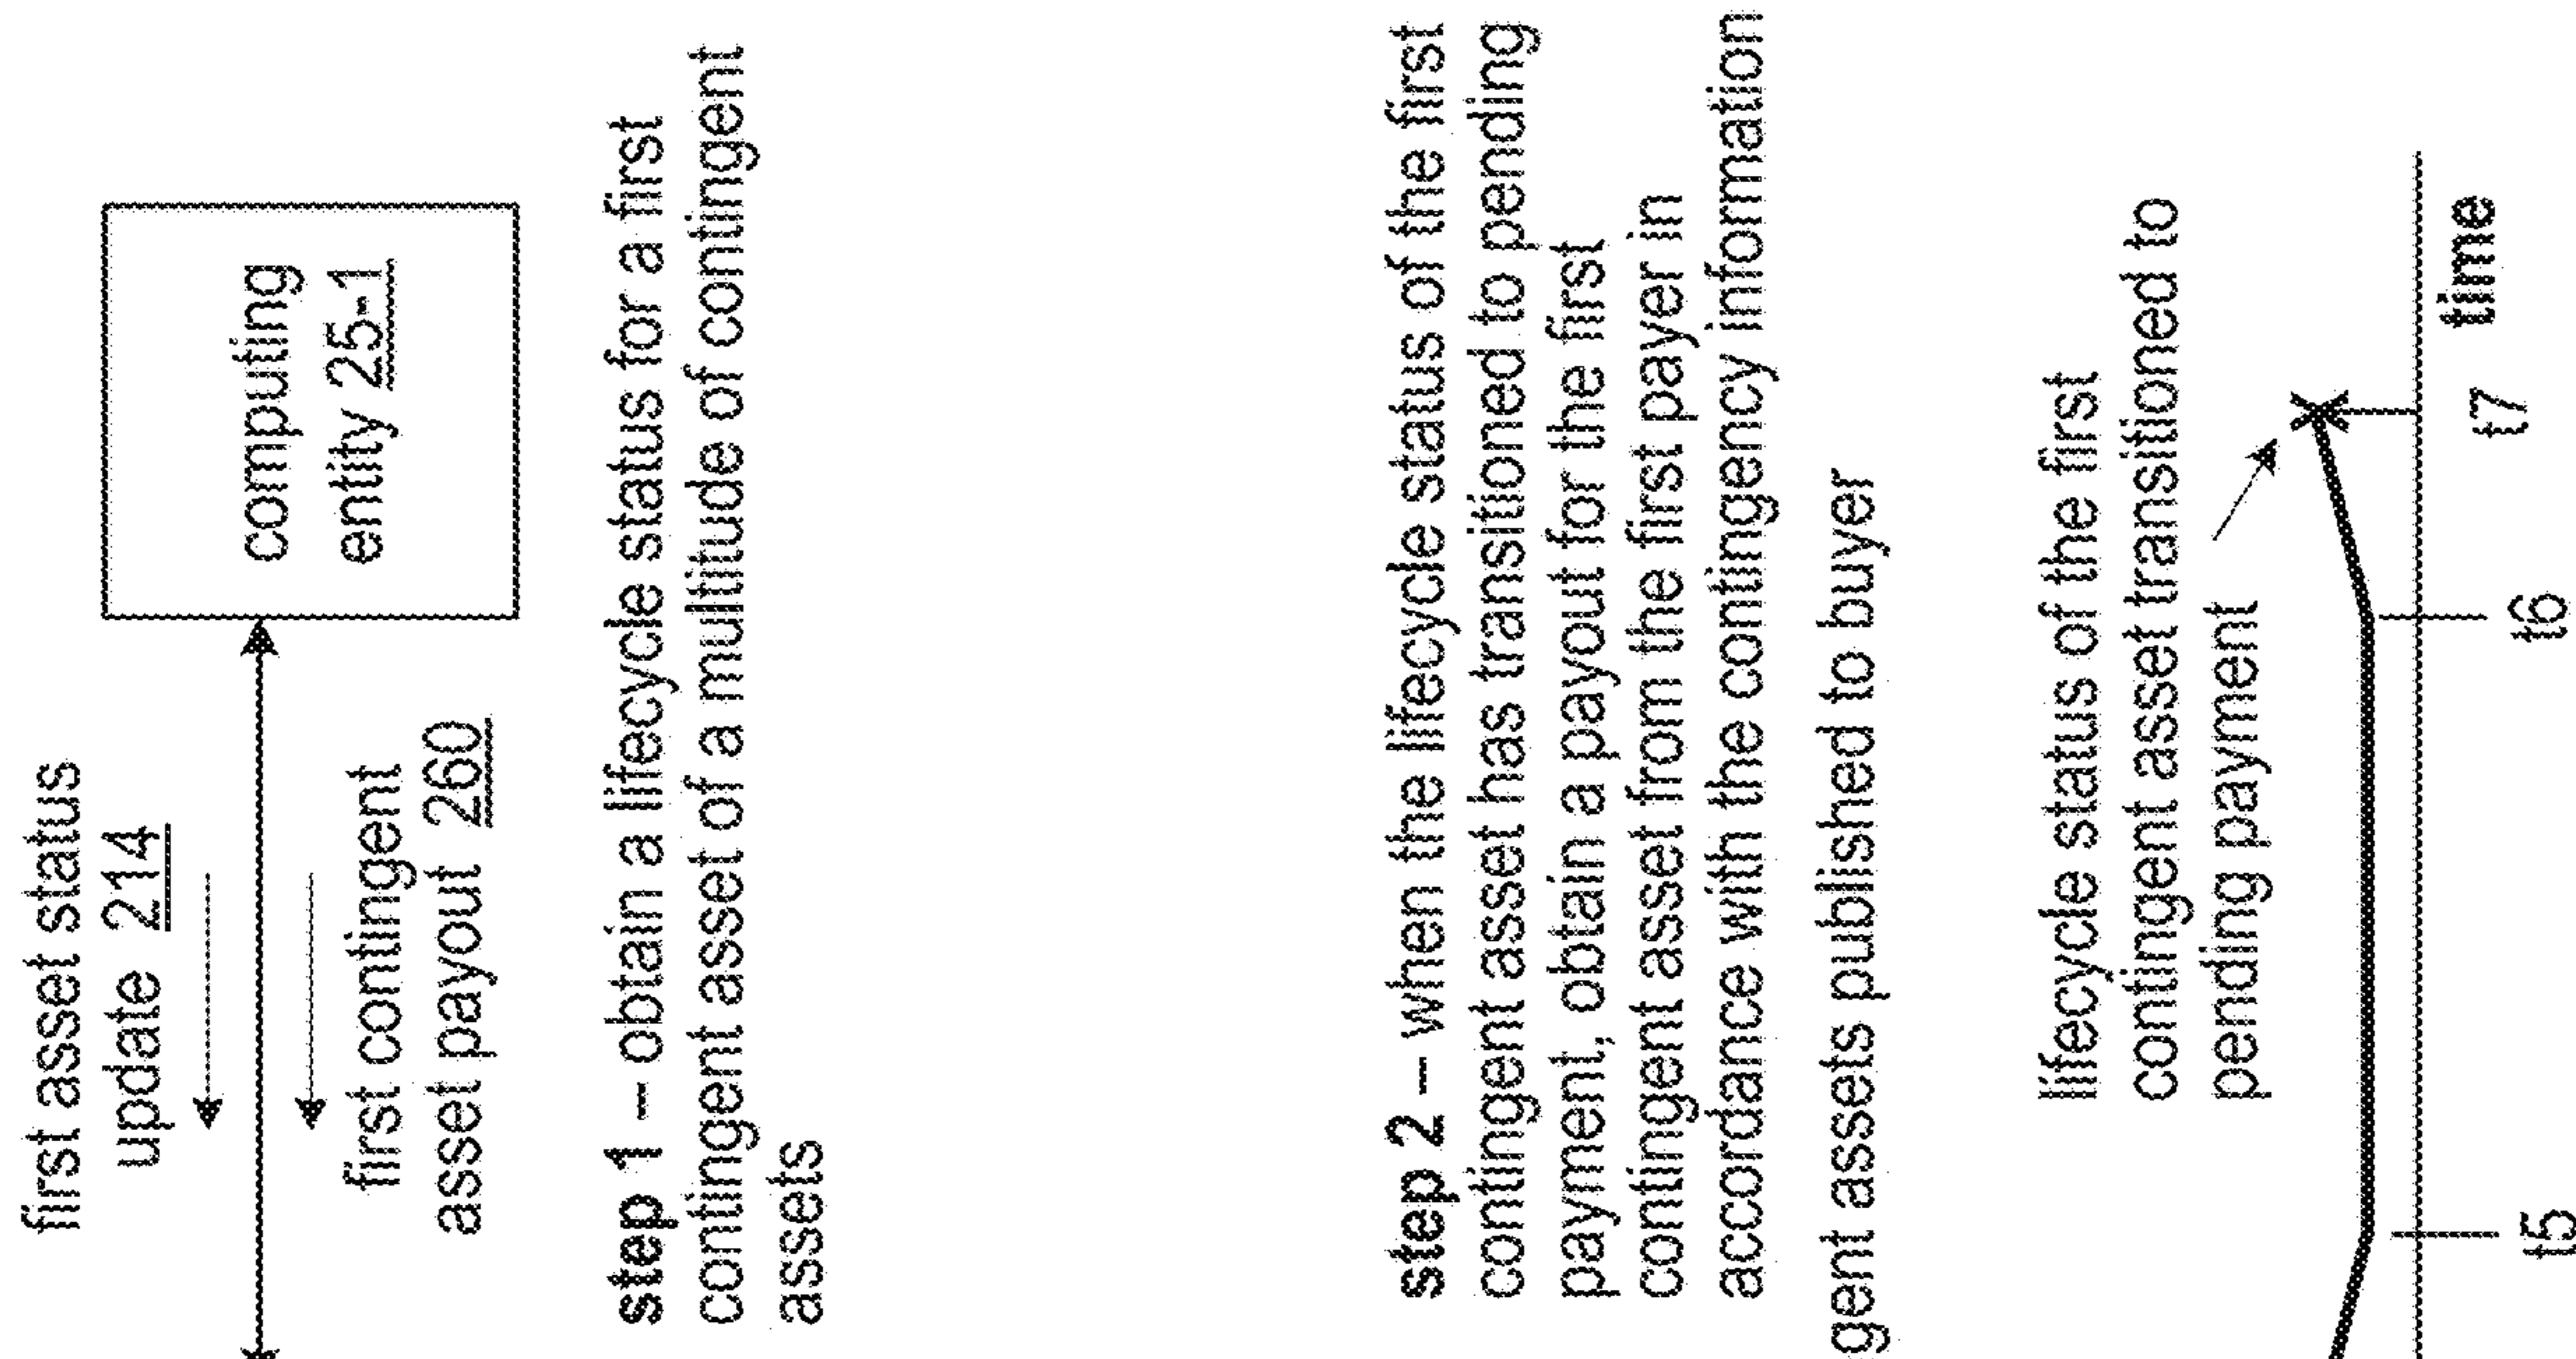 first asset status
update 214
first contingent
asset payout 260
computing
entity 25-1
step 1 – obtain a lifecycle status for a first
contingent asset of a multitude of contingent
assets
step 2 – when the lifecycle status of the first
contingent asset has transitioned to pending
payment, obtain a payout for the first
contingent asset from the first payer in
accordance with the contingency information
gent assets published to buyer
lifecycle status of the first
contingent asset transitioned to
pending payment
t5
t6
t7
time